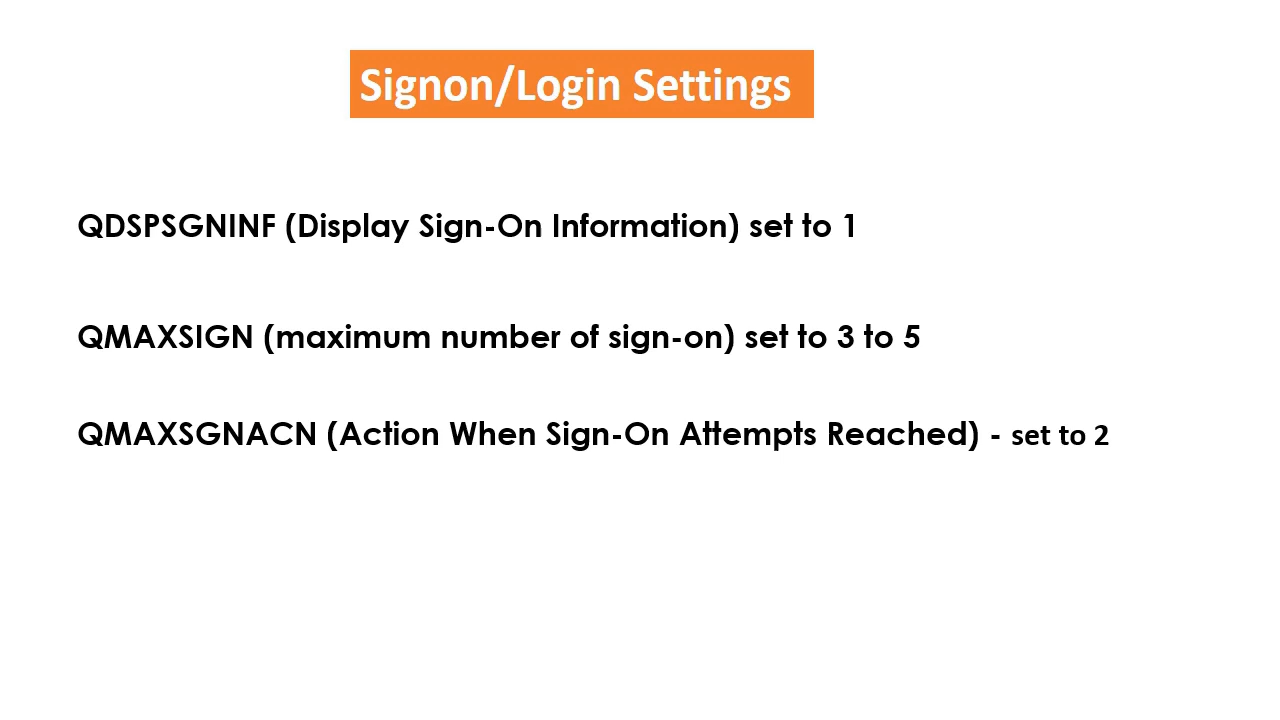 Signon/Login Settings
QDSPSGNINF (Display Sign-On Information) set to 1
QMAXSIGN (maximum number of sign-on) set to 3 to 5
QMAXSGNACN (Action When Sign-On Attempts Reached) - set to 2